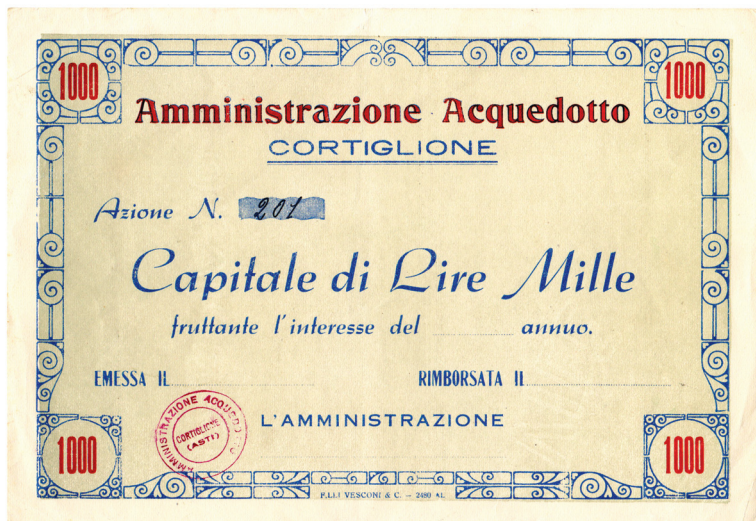 1000 1000
Amministrazione Acquedotto
CORTIGLIONE
Azione N. 201
Capitale di Lire Mille
fruttante l'interesse del ........ annuo.
EMESSA IL........ RIMBORSATA IL........
L'AMMINISTRAZIONE
AMMINISTRAZIONE ACQUEDOTTO
CORTIGLIONE
(ASTI)
1000 1000
F.LLI VESCONI & C. - 2480 AL